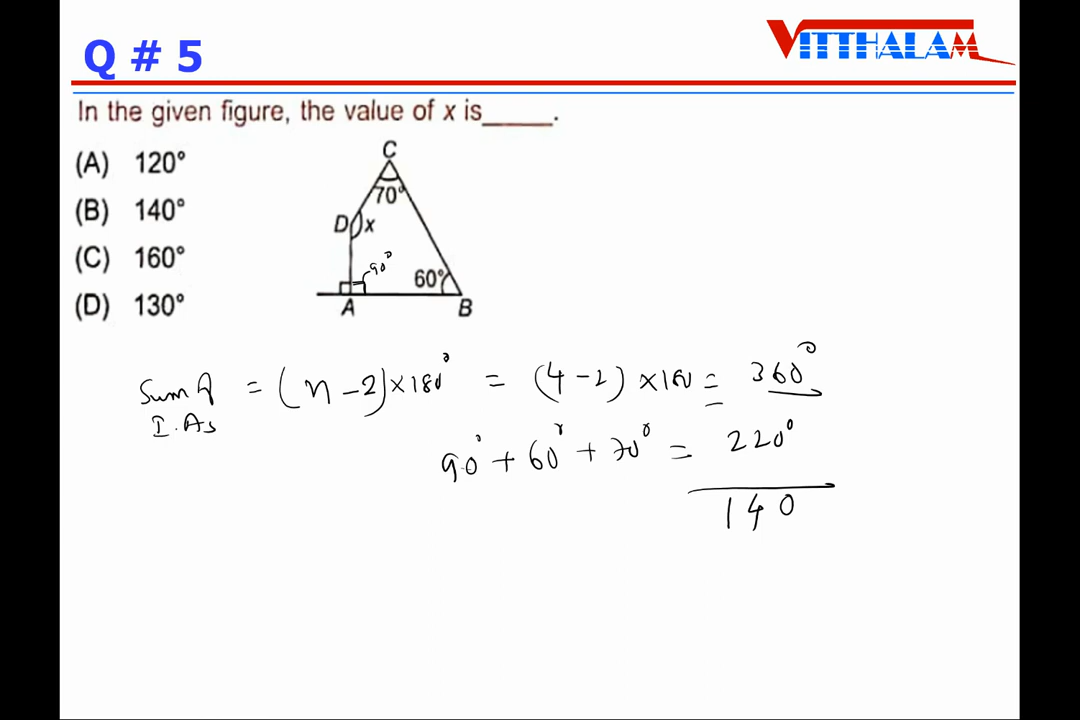 Q # 5
VITTHALAM
In the given figure, the value of x is_____.
(A) 120°
(B) 140°
(C) 160°
(D) 130°
C
70°
D x
90°
60°
A
B
Sum of = (n - 2) × 180° = (4 - 2) × 180 = 360°
I. As
90° + 60° + 70° = 220°
140